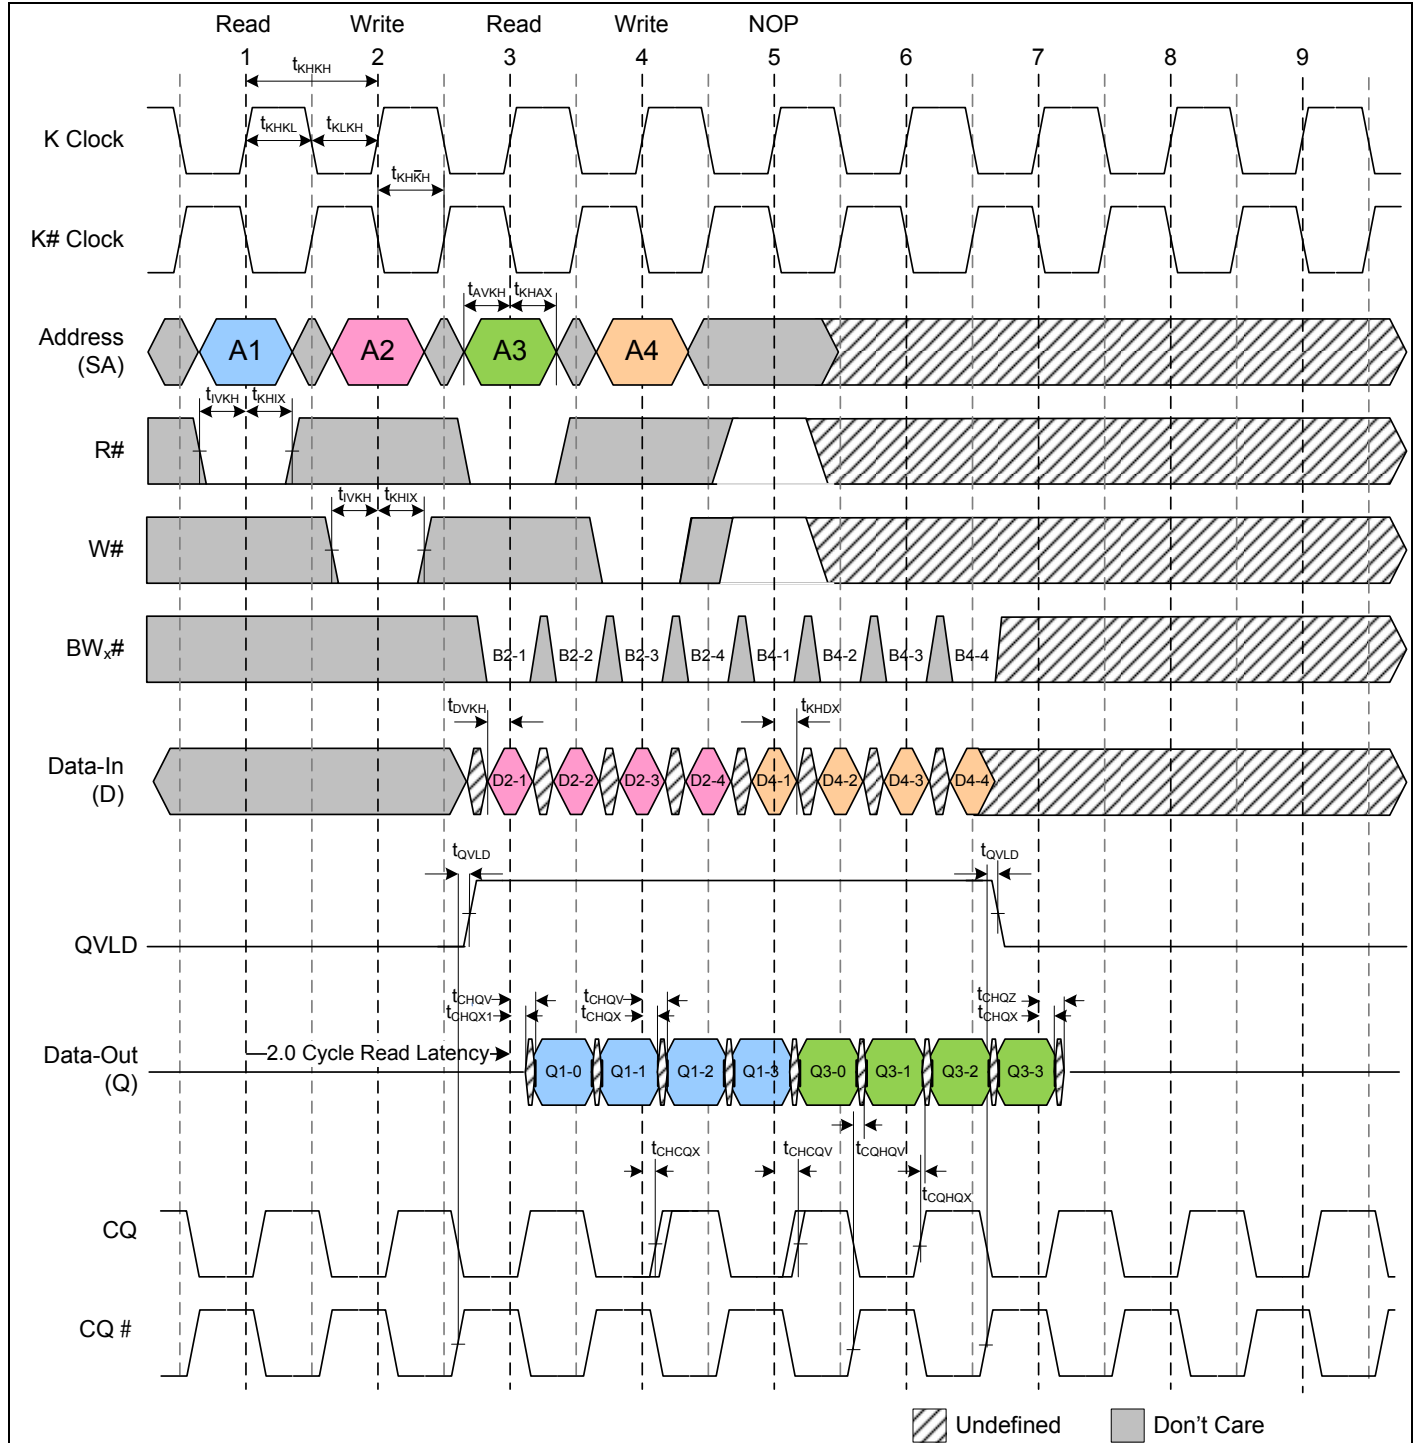 Read Write Read Write NOP
1 2 3 4 5 6 7 8 9
tKHKH
K Clock
tKHKL tKLKH
tKHK̅H
K# Clock
tAVKH tKHAX
Address
(SA)
A1 A2 A3 A4
tIVKH tKHIX
R#
tIVKH tKHIX
W#
BWx#
B2-1 B2-2 B2-3 B2-4 B4-1 B4-2 B4-3 B4-4
tDVKH tKHDX
Data-In
(D)
D2-1 D2-2 D2-3 D2-4 D4-1 D4-2 D4-3 D4-4
tQVLD tQVLD
QVLD
tCHQV tCHQV tCHQZ
tCHQX1 tCHQX tCHQX
Data-Out
(Q)
2.0 Cycle Read Latency
Q1-0 Q1-1 Q1-2 Q1-3 Q3-0 Q3-1 Q3-2 Q3-3
tCHCQX tCHCQV tCQHQV
tCQHQX
CQ
CQ #
Undefined Don't Care